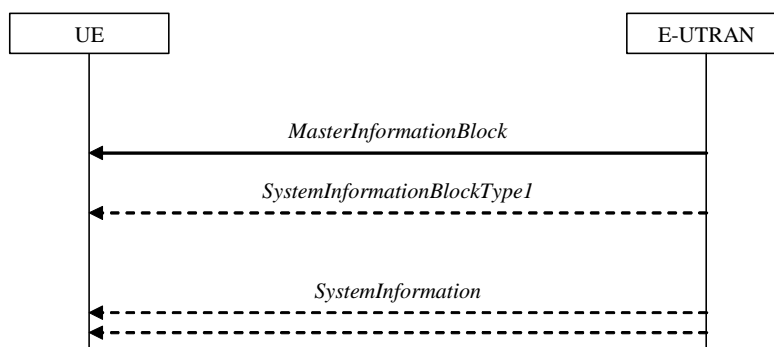 UE
E-UTRAN
MasterInformationBlock
SystemInformationBlockType1
SystemInformation